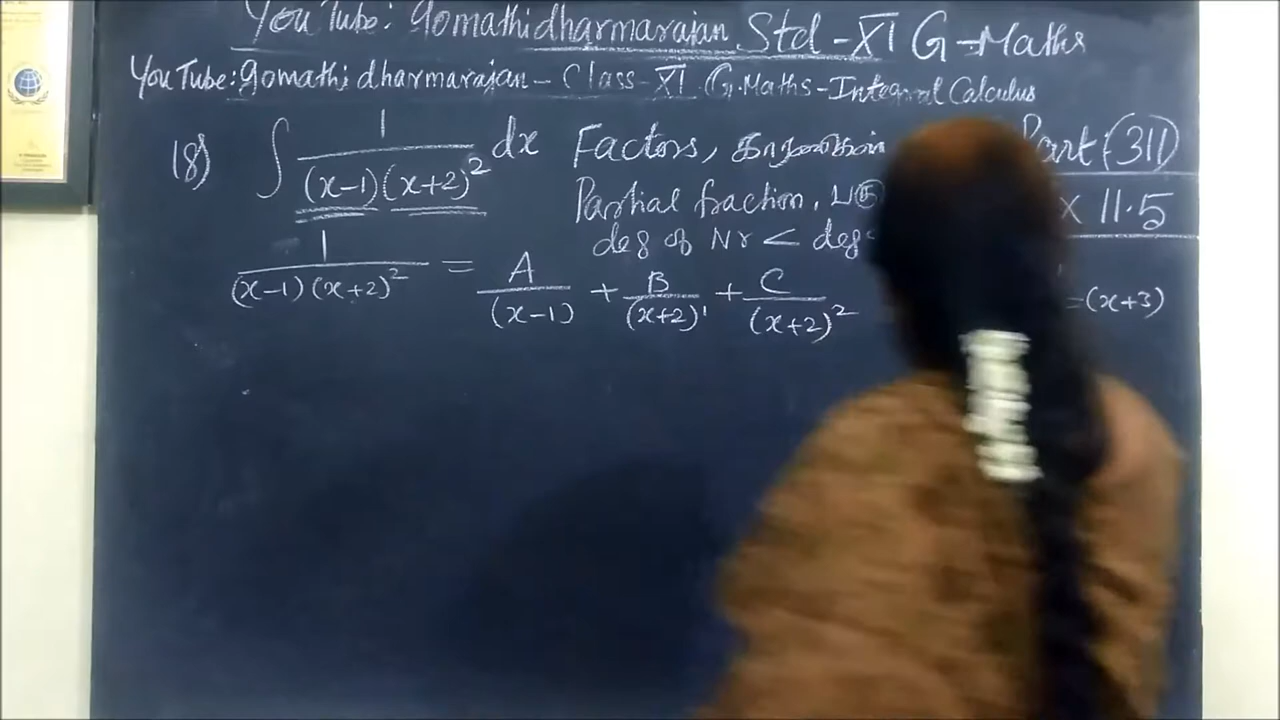 You Tube: gomathidharmarajan Std-XI G-Maths
You Tube: gomathi dharmarajan - Class-XI G.Maths-Integral Calculus
18) ∫ 1/((x-1)(x+2)²) dx Factors, Part (311)
Partial fraction, x 11.5
deg of Nr < deg
1/((x-1)(x+2)²) = A/(x-1) + B/(x+2)¹ + C/(x+2)² =(x+3)